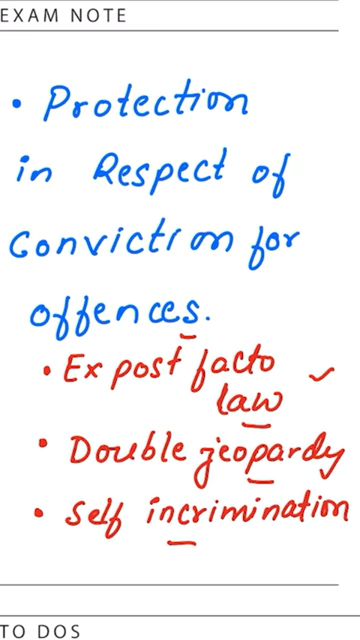 EXAM NOTE
• Protection
in Respect of
Conviction for
offences.
• Ex post facto
law
• Double jeopardy
• Self incrimination
TO DOS